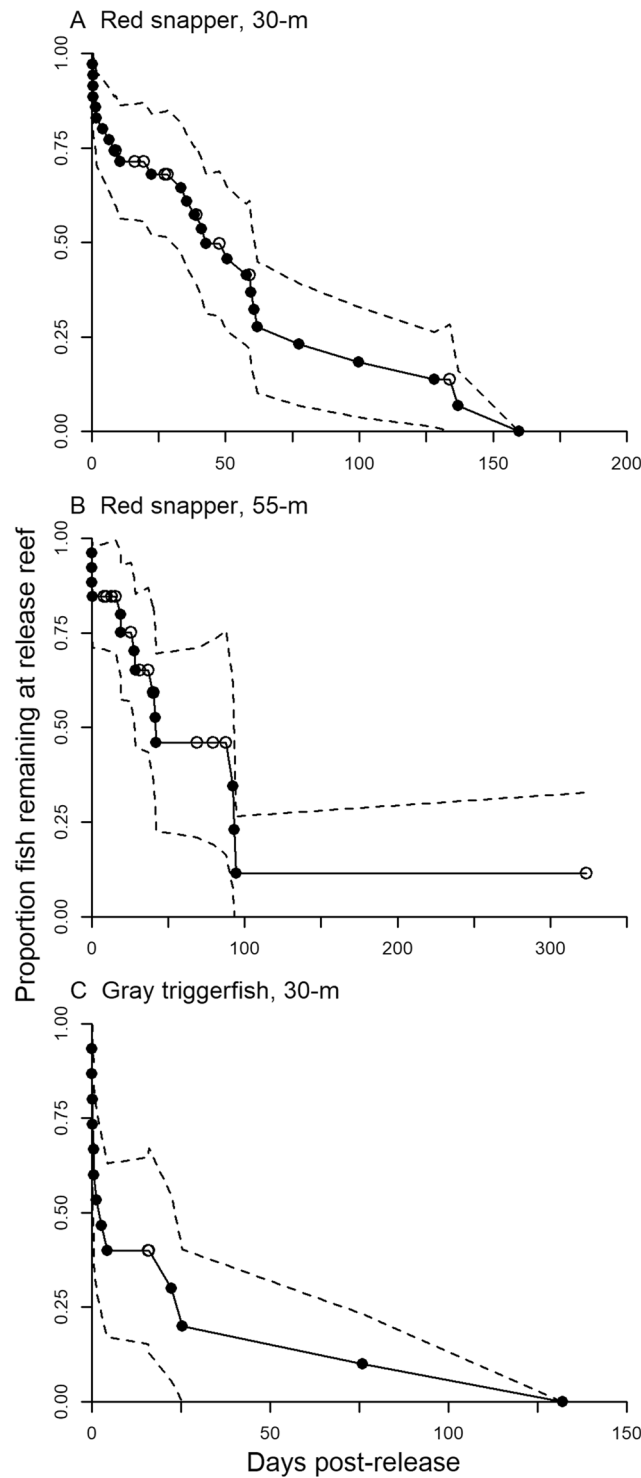 A Red snapper, 30-m
1.00
0.75
0.50
0.25
0.00
0 50 100 150 200
B Red snapper, 55-m
1.00
0.75
0.50
0.25
0.00
0 100 200 300
C Gray triggerfish, 30-m
1.00
0.75
0.50
0.25
0.00
0 50 100 150
Proportion fish remaining at release reef
Days post-release